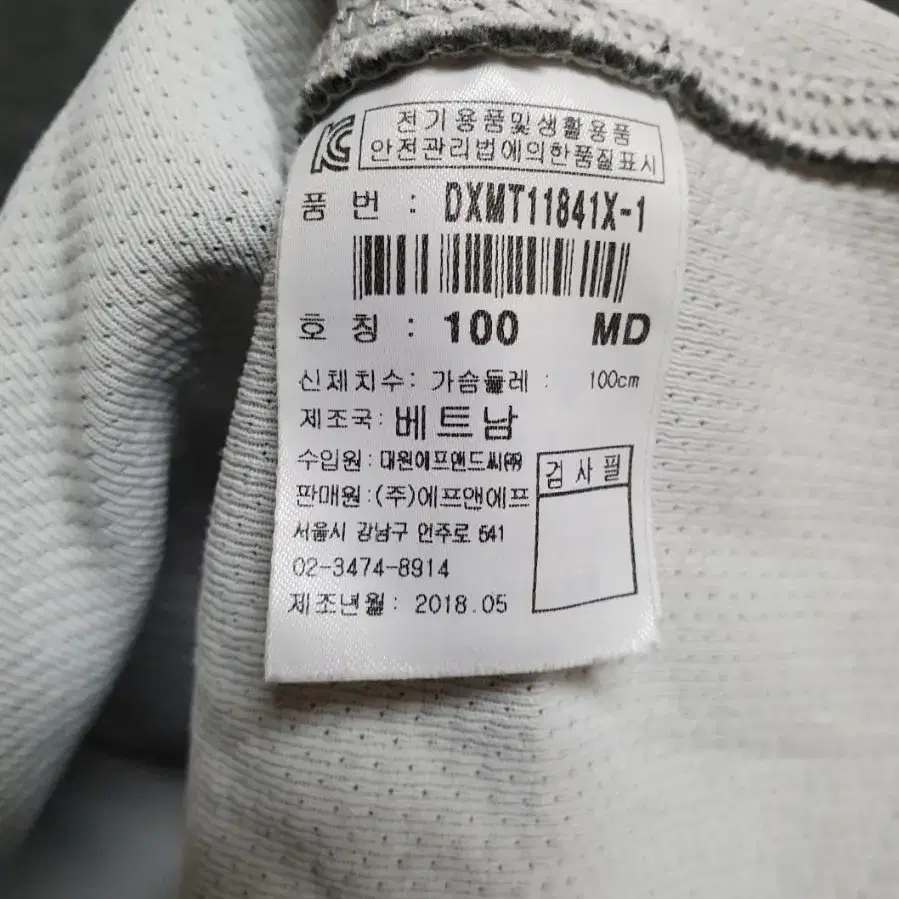 전기용품및생활용품
안전관리법에의한품질표시
품 번 : DXMT11841X-1
호 칭 : 100 MD
신체치수: 가슴둘레 : 100cm
제조국: 베트남
수입원 : 대원에프앤드씨㈜
검사필
판매원 : (주)에프앤에프
서울시 강남구 언주로 541
02-3474-8914
제조년월 : 2018.05